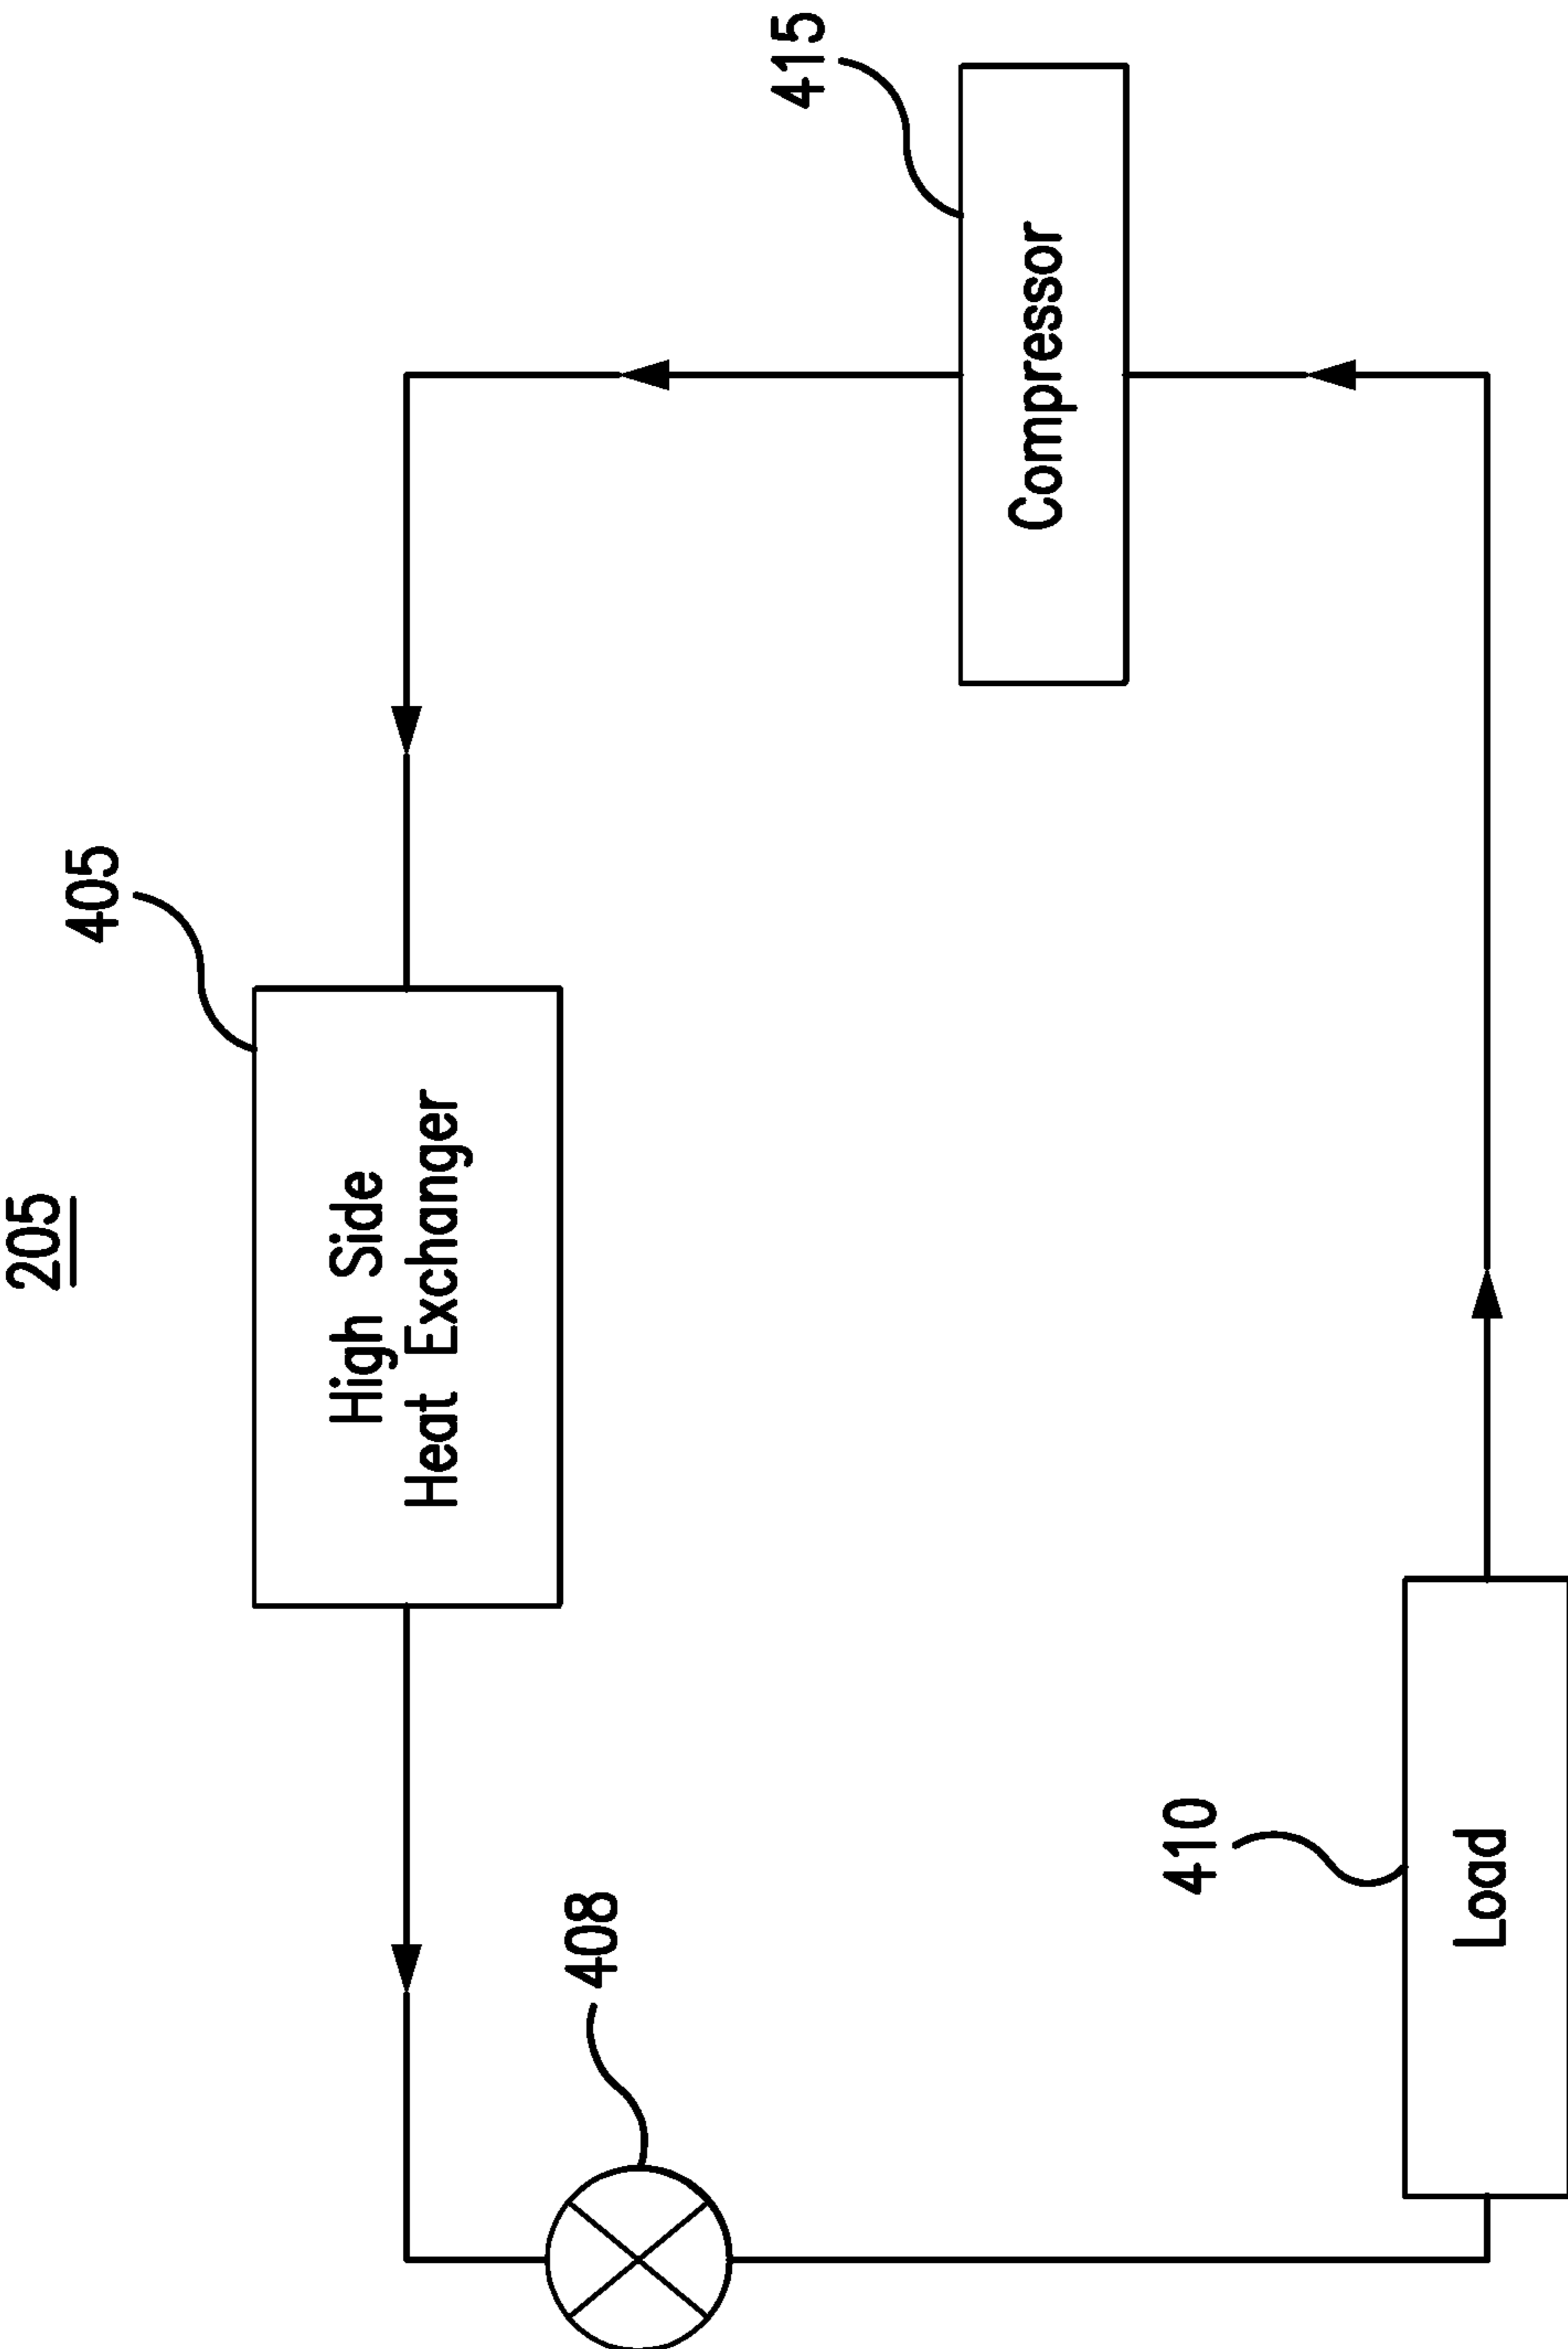 205
405
High Side
Heat Exchanger
408
415
Compressor
410
Load